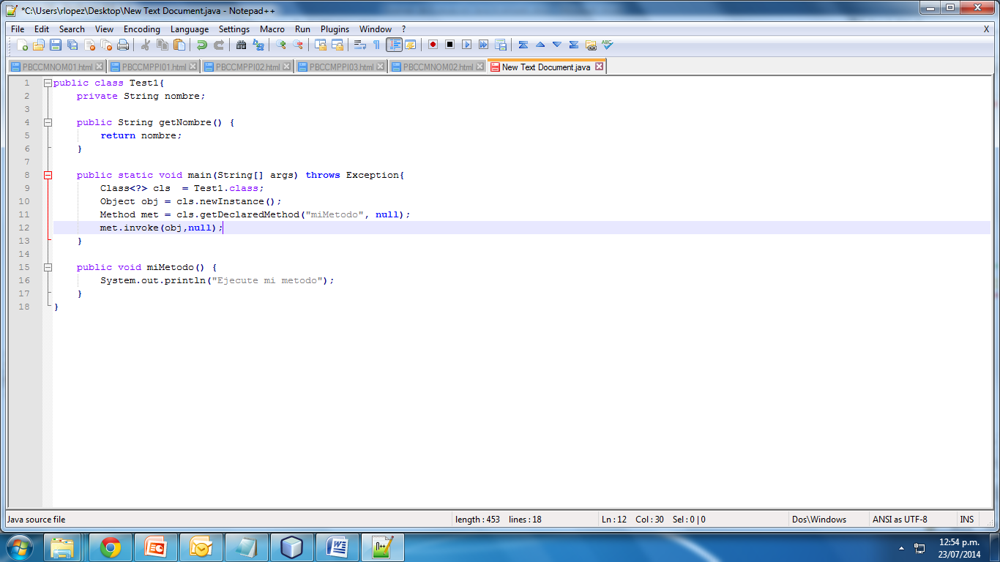 *C:\Users\rlopez\Desktop\New Text Document.java - Notepad++
File Edit Search View Encoding Language Settings Macro Run Plugins Window ? X
PBCCMNOM01.html PBCCMPPI01.html PBCCMPPI02.html PBCCMPPI03.html PBCCMNOM02.html New Text Document.java
1 public class Test1{
2     private String nombre;
3
4     public String getNombre() {
5         return nombre;
6     }
7
8     public static void main(String[] args) throws Exception{
9         Class<?> cls  = Test1.class;
10         Object obj = cls.newInstance();
11         Method met = cls.getDeclaredMethod("miMetodo", null);
12         met.invoke(obj,null);
13     }
14
15     public void miMetodo() {
16         System.out.println("Ejecute mi metodo");
17     }
18 }
Java source file length : 453 lines : 18 Ln : 12 Col : 30 Sel : 0 | 0 Dos\Windows ANSI as UTF-8 INS
12:54 p.m.
23/07/2014